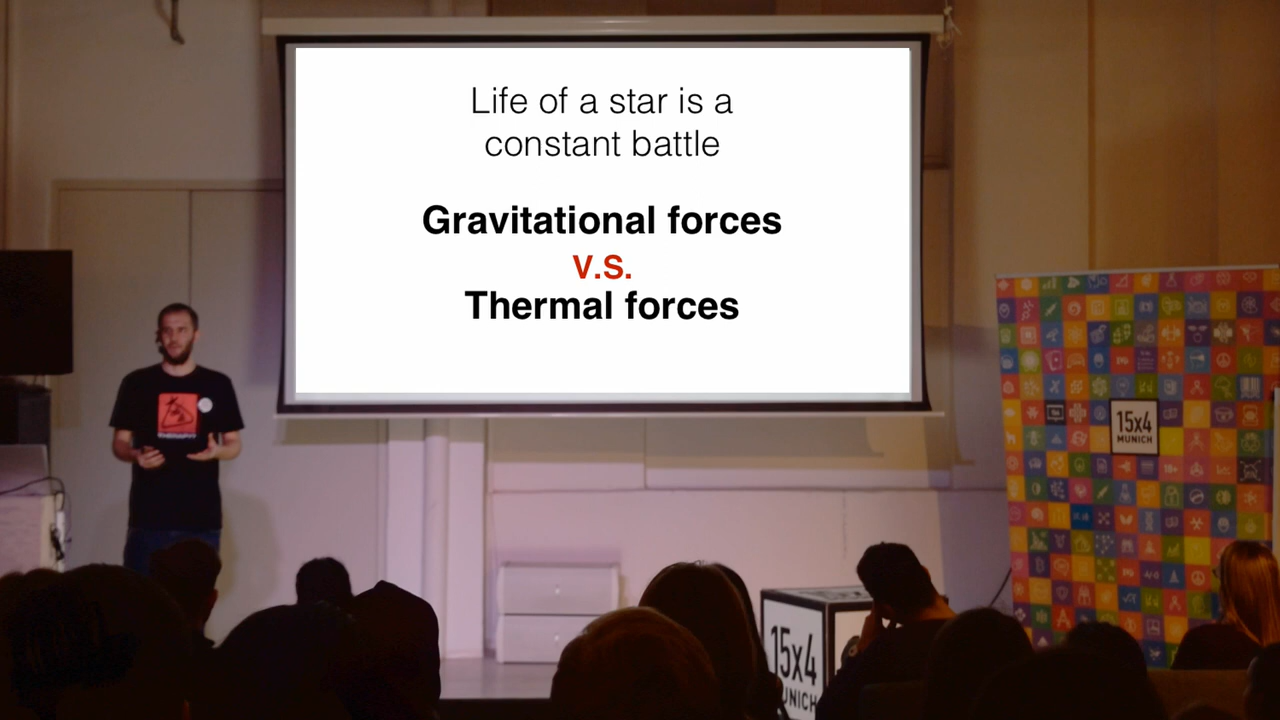 Life of a star is a
constant battle
Gravitational forces
v.s.
Thermal forces
15x4
MUNICH
15x4